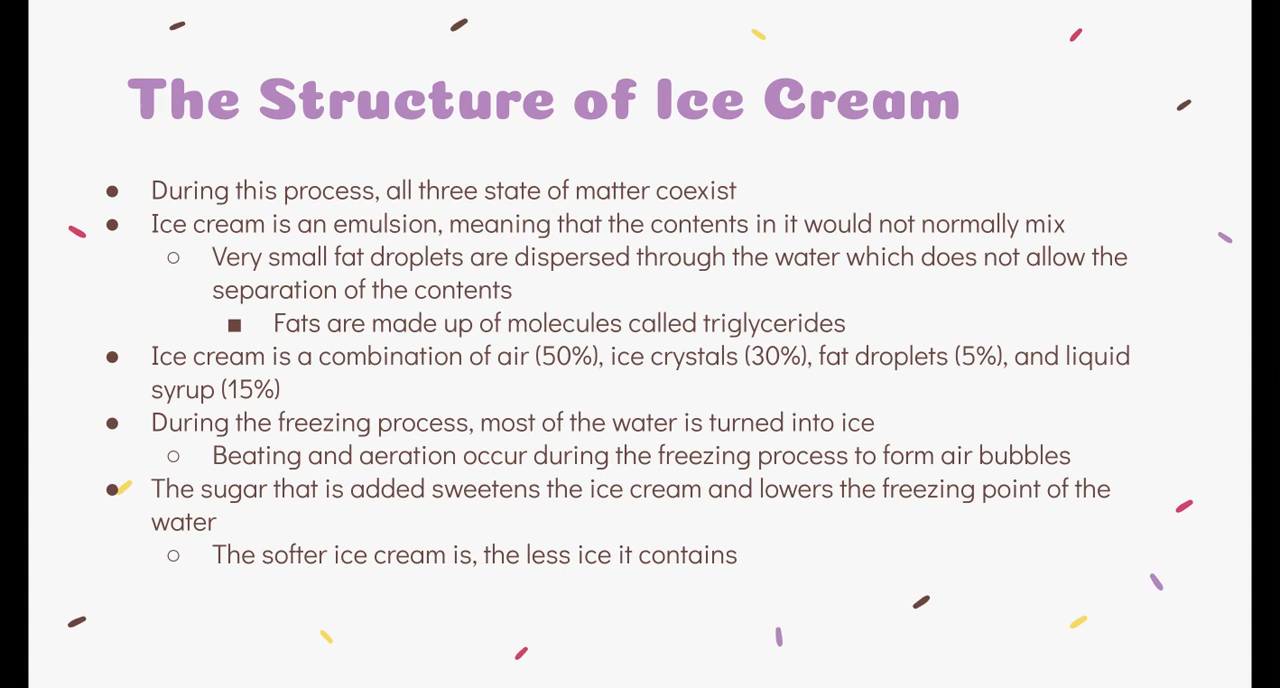 The Structure of Ice Cream
● During this process, all three state of matter coexist
● Ice cream is an emulsion, meaning that the contents in it would not normally mix
○ Very small fat droplets are dispersed through the water which does not allow the
separation of the contents
■ Fats are made up of molecules called triglycerides
● Ice cream is a combination of air (50%), ice crystals (30%), fat droplets (5%), and liquid
syrup (15%)
● During the freezing process, most of the water is turned into ice
○ Beating and aeration occur during the freezing process to form air bubbles
● The sugar that is added sweetens the ice cream and lowers the freezing point of the
water
○ The softer ice cream is, the less ice it contains